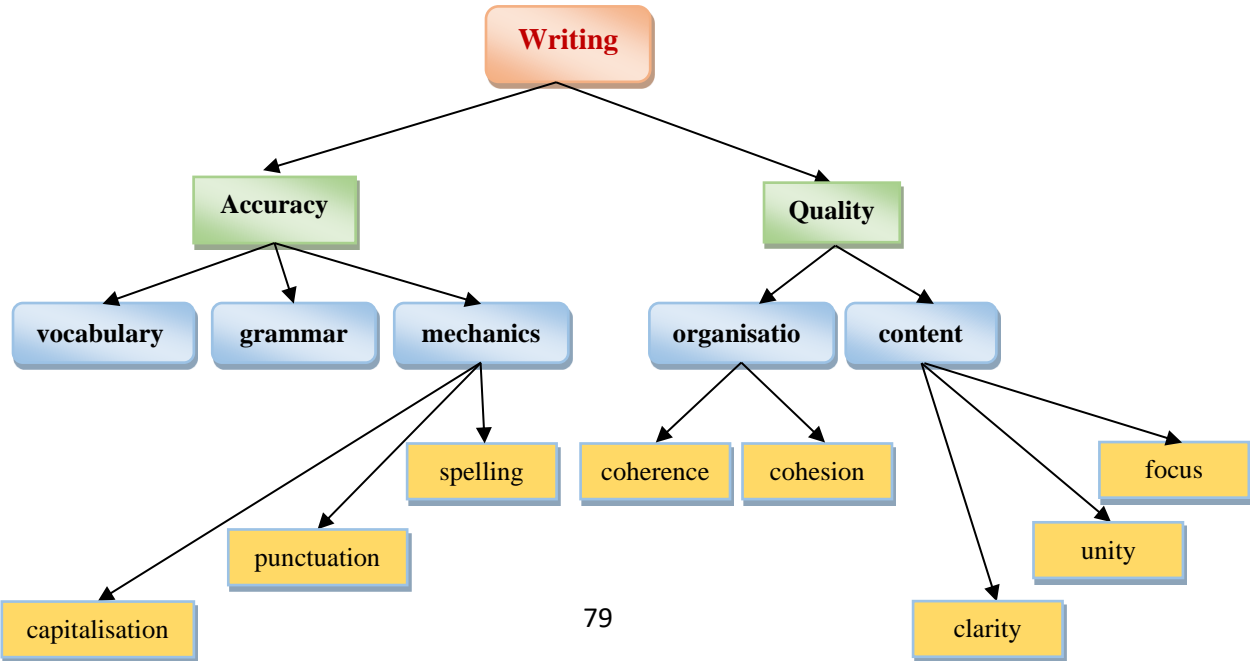 Writing
Accuracy
Quality
vocabulary
grammar
mechanics
organisatio
content
spelling
coherence
cohesion
focus
punctuation
unity
capitalisation
79
clarity